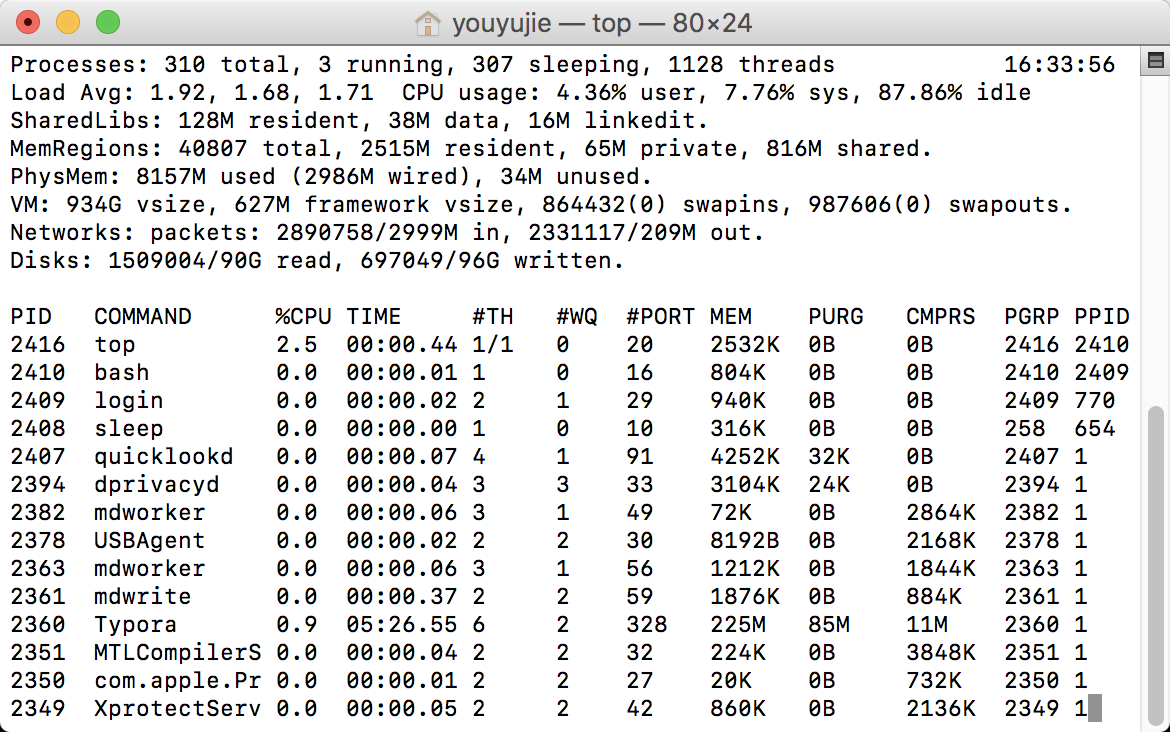 youyujie — top — 80×24
Processes: 310 total, 3 running, 307 sleeping, 1128 threads 16:33:56
Load Avg: 1.92, 1.68, 1.71 CPU usage: 4.36% user, 7.76% sys, 87.86% idle
SharedLibs: 128M resident, 38M data, 16M linkedit.
MemRegions: 40807 total, 2515M resident, 65M private, 816M shared.
PhysMem: 8157M used (2986M wired), 34M unused.
VM: 934G vsize, 627M framework vsize, 864432(0) swapins, 987606(0) swapouts.
Networks: packets: 2890758/2999M in, 2331117/209M out.
Disks: 1509004/90G read, 697049/96G written.
PID COMMAND %CPU TIME #TH #WQ #PORT MEM PURG CMPRS PGRP PPID
2416 top 2.5 00:00.44 1/1 0 20 2532K 0B 0B 2416 2410
2410 bash 0.0 00:00.01 1 0 16 804K 0B 0B 2410 2409
2409 login 0.0 00:00.02 2 1 29 940K 0B 0B 2409 770
2408 sleep 0.0 00:00.00 1 0 10 316K 0B 0B 258 654
2407 quicklookd 0.0 00:00.07 4 1 91 4252K 32K 0B 2407 1
2394 dprivacyd 0.0 00:00.04 3 3 33 3104K 24K 0B 2394 1
2382 mdworker 0.0 00:00.06 3 1 49 72K 0B 2864K 2382 1
2378 USBAgent 0.0 00:00.02 2 2 30 8192B 0B 2168K 2378 1
2363 mdworker 0.0 00:00.06 3 1 56 1212K 0B 1844K 2363 1
2361 mdwrite 0.0 00:00.37 2 2 59 1876K 0B 884K 2361 1
2360 Typora 0.9 05:26.55 6 2 328 225M 85M 11M 2360 1
2351 MTLCompilerS 0.0 00:00.04 2 2 32 224K 0B 3848K 2351 1
2350 com.apple.Pr 0.0 00:00.01 2 2 27 20K 0B 732K 2350 1
2349 XprotectServ 0.0 00:00.05 2 2 42 860K 0B 2136K 2349 1